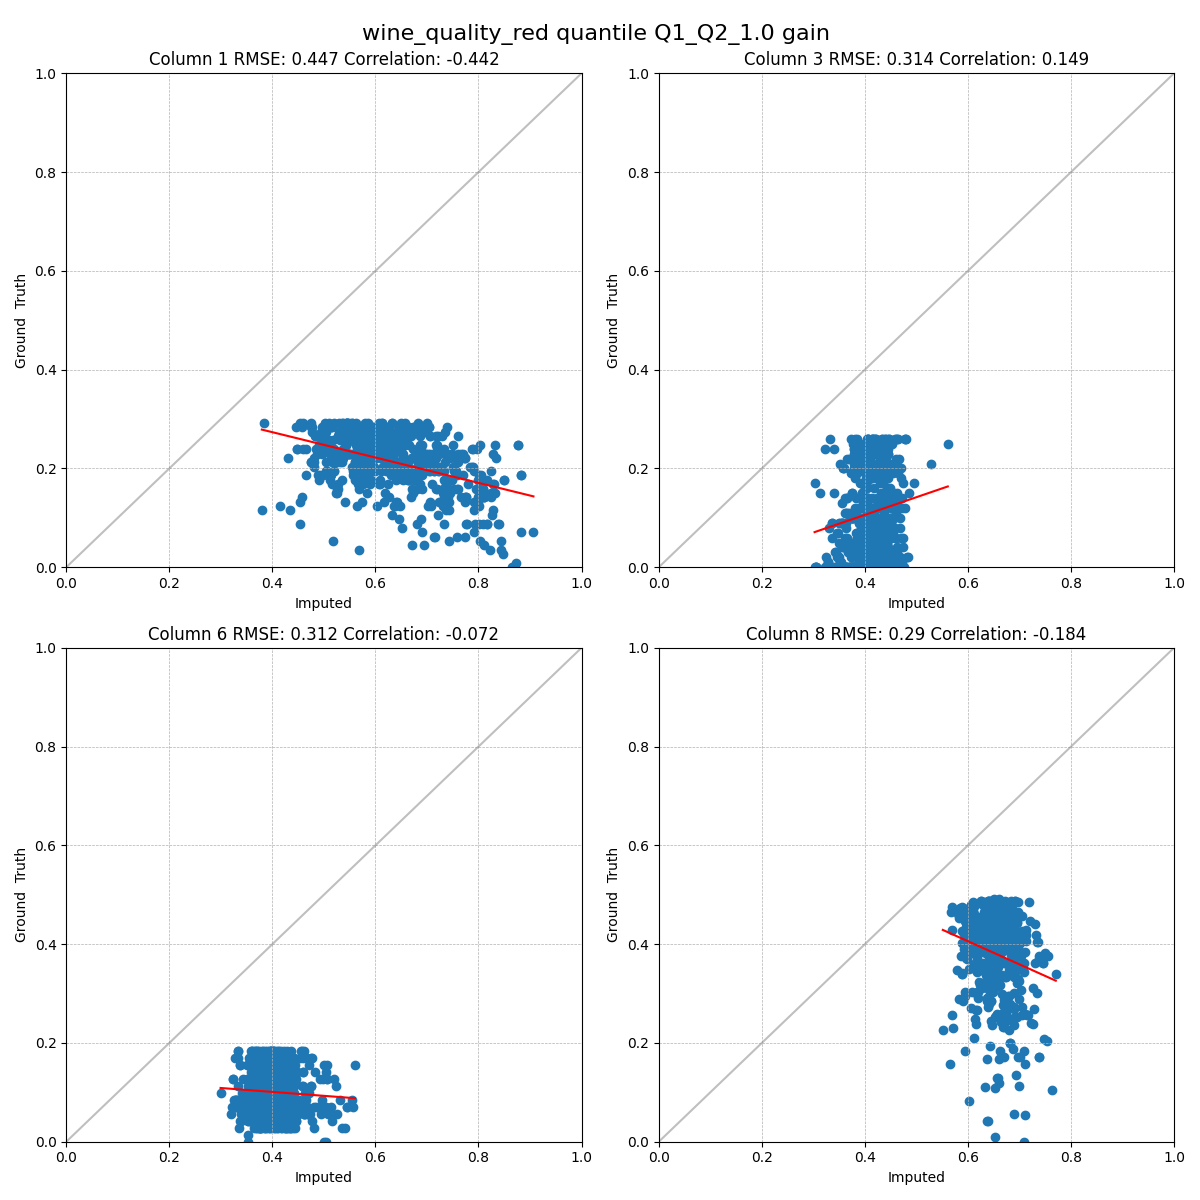 wine_quality_red quantile Q1_Q2_1.0 gain
Column 1 RMSE: 0.447 Correlation: -0.442
1.0
0.8
0.6
0.4
0.2
0.0
Ground Truth
0.0 0.2 0.4 0.6 0.8 1.0
Imputed
Column 3 RMSE: 0.314 Correlation: 0.149
1.0
0.8
0.6
0.4
0.2
0.0
Ground Truth
0.0 0.2 0.4 0.6 0.8 1.0
Imputed
Column 6 RMSE: 0.312 Correlation: -0.072
1.0
0.8
0.6
0.4
0.2
0.0
Ground Truth
0.0 0.2 0.4 0.6 0.8 1.0
Imputed
Column 8 RMSE: 0.29 Correlation: -0.184
1.0
0.8
0.6
0.4
0.2
0.0
Ground Truth
0.0 0.2 0.4 0.6 0.8 1.0
Imputed